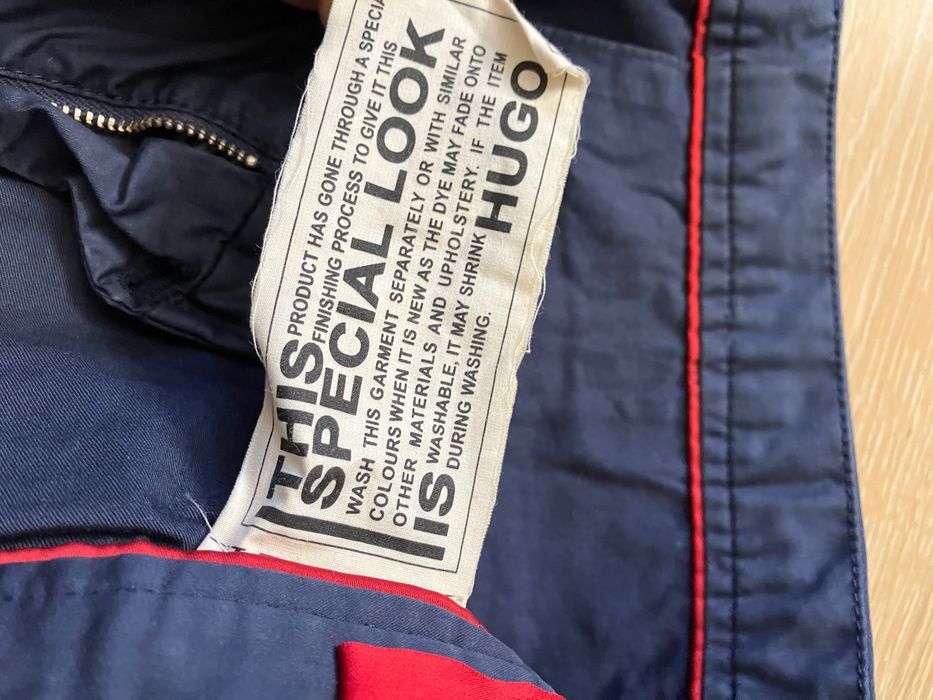 THIS PRODUCT HAS GONE THROUGH A SPECIA
FINISHING PROCESS TO GIVE IT THIS
SPECIAL LOOK
WASH THIS GARMENT SEPARATELY OR WITH SIMILAR
COLOURS WHEN IT IS NEW AS THE DYE MAY FADE ONTO
OTHER MATERIALS AND UPHOLSTERY. IF THE ITEM
IS WASHABLE, IT MAY SHRINK HUGO
DURING WASHING.